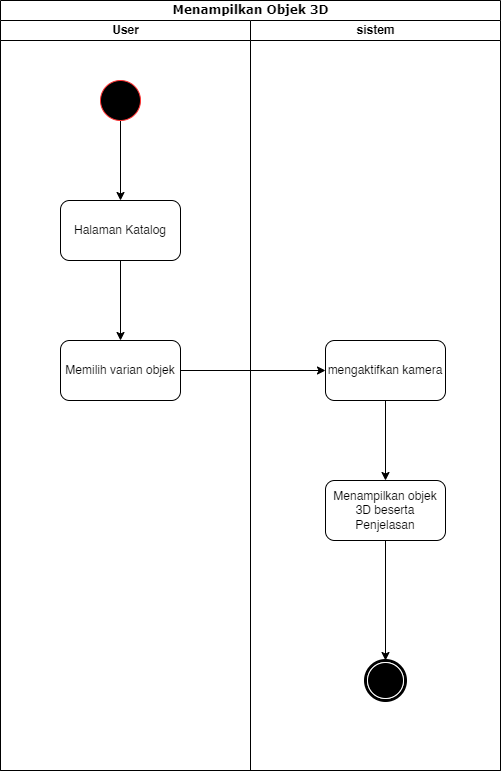 Menampilkan Objek 3D
User
sistem
Halaman Katalog
Memilih varian objek
mengaktifkan kamera
Menampilkan objek
3D beserta
Penjelasan